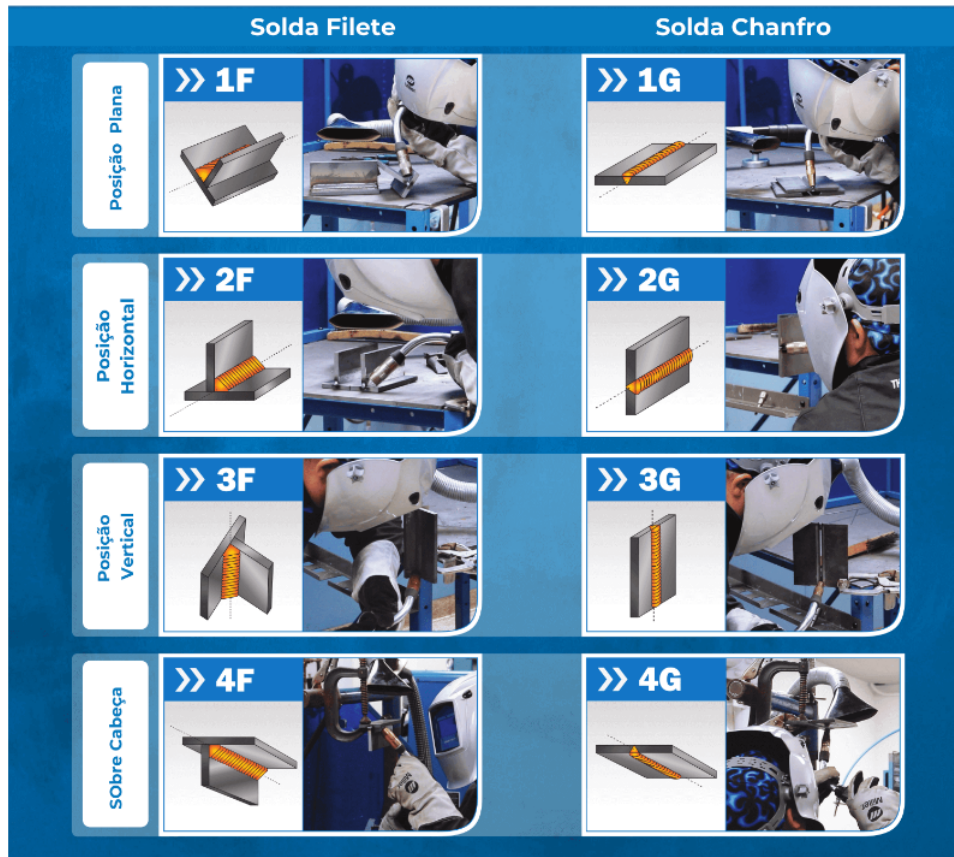 Solda Filete
Solda Chanfro
Posição Plana
>> 1F
>> 1G
Posição
Horizontal
>> 2F
>> 2G
Posição
Vertical
>> 3F
>> 3G
SObre Cabeça
>> 4F
>> 4G